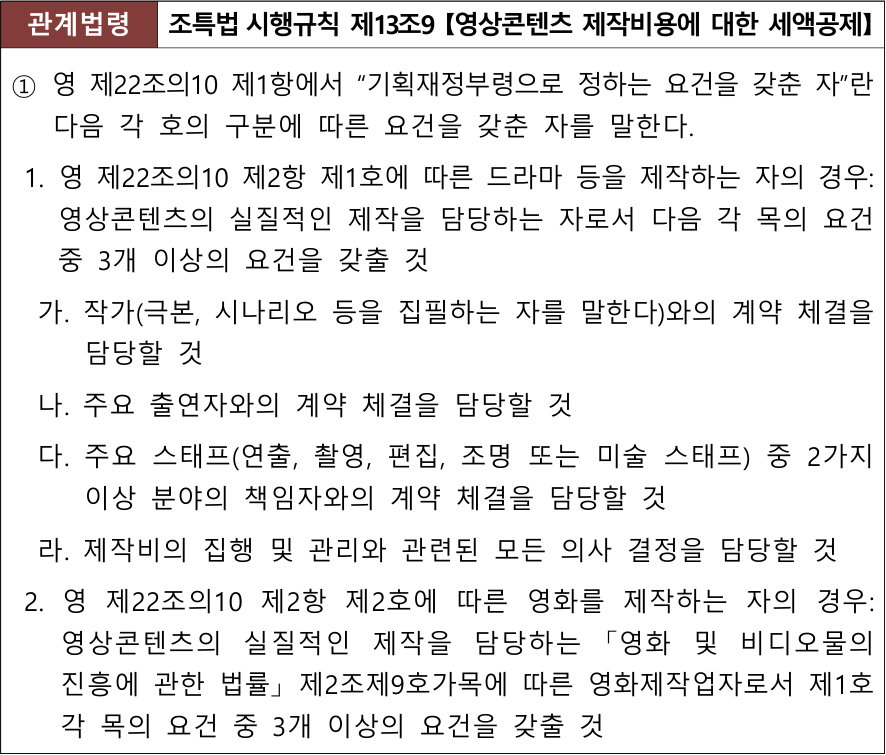 관계법령 조특법 시행규칙 제13조9 【영상콘텐츠 제작비용에 대한 세액공제】
① 영 제22조의10 제1항에서 “기획재정부령으로 정하는 요건을 갖춘 자”란
다음 각 호의 구분에 따른 요건을 갖춘 자를 말한다.
1. 영 제22조의10 제2항 제1호에 따른 드라마 등을 제작하는 자의 경우:
영상콘텐츠의 실질적인 제작을 담당하는 자로서 다음 각 목의 요건
중 3개 이상의 요건을 갖출 것
가. 작가(극본, 시나리오 등을 집필하는 자를 말한다)와의 계약 체결을
담당할 것
나. 주요 출연자와의 계약 체결을 담당할 것
다. 주요 스태프(연출, 촬영, 편집, 조명 또는 미술 스태프) 중 2가지
이상 분야의 책임자와의 계약 체결을 담당할 것
라. 제작비의 집행 및 관리와 관련된 모든 의사 결정을 담당할 것
2. 영 제22조의10 제2항 제2호에 따른 영화를 제작하는 자의 경우:
영상콘텐츠의 실질적인 제작을 담당하는 「영화 및 비디오물의
진흥에 관한 법률」 제2조제9호가목에 따른 영화제작업자로서 제1호
각 목의 요건 중 3개 이상의 요건을 갖출 것